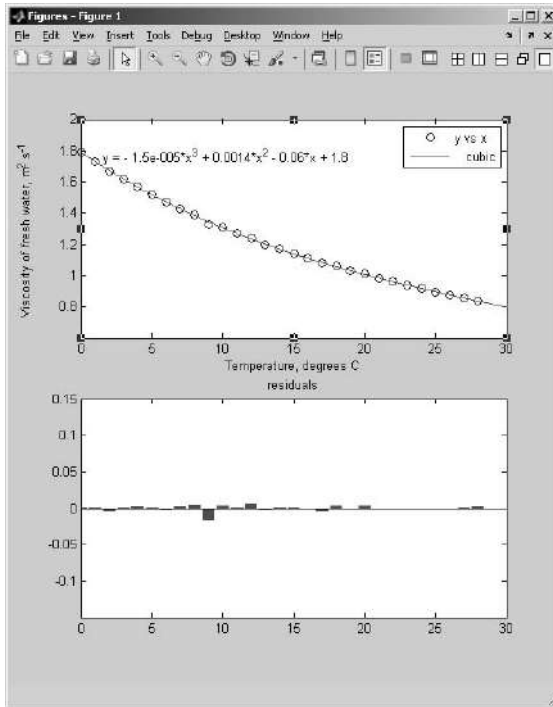 Figures - Figure 1
File Edit View Insert Tools Debug Desktop Window Help
2
1.8
1.6
1.4
1.2
1
0.8
Viscosity of fresh water, m² s⁻¹
y = - 1.5e-005*x³ + 0.0014*x² - 0.06*x + 1.8
y vs x
cubic
0 5 10 15 20 25 30
Temperature, degrees C
residuals
0.15
0.1
0.05
0
-0.05
-0.1
0 5 10 15 20 25 30